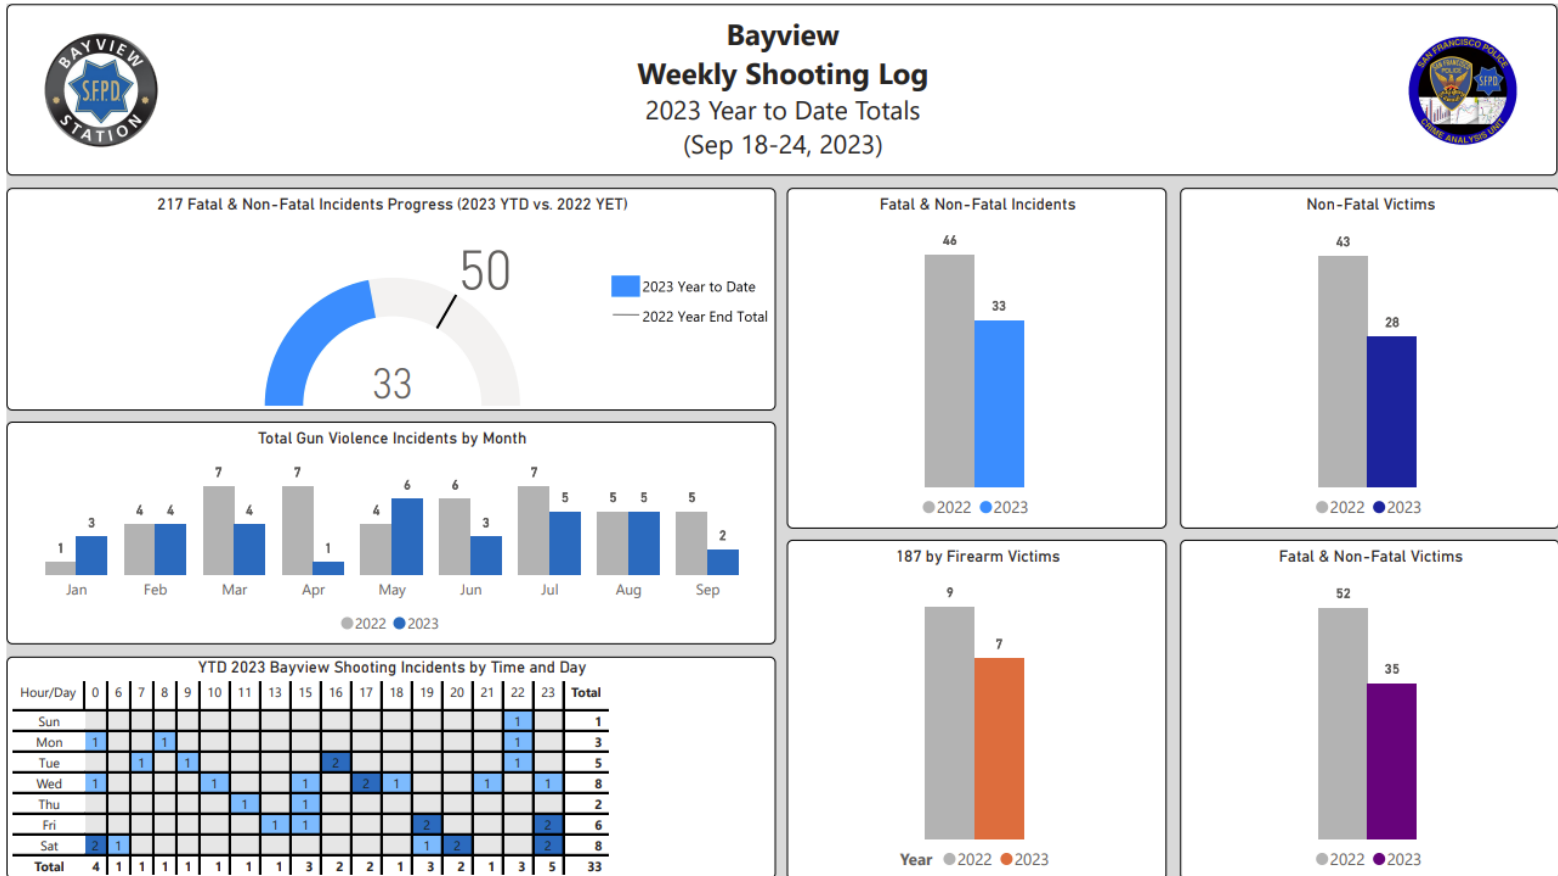 BAYVIEW
S.F.P.D.
STATION
Bayview
Weekly Shooting Log
2023 Year to Date Totals
(Sep 18-24, 2023)
SAN FRANCISCO POLICE
SAN FRANCISCO
POLICE
SFPD
CRIME ANALYSIS UNIT
217 Fatal & Non-Fatal Incidents Progress (2023 YTD vs. 2022 YET)
50
33
2023 Year to Date
2022 Year End Total
Fatal & Non-Fatal Incidents
46
33
2022 2023
Non-Fatal Victims
43
28
2022 2023
Total Gun Violence Incidents by Month
1 3 4 4 7 4 7 1 4 6 6 3 7 5 5 5 5 2
Jan Feb Mar Apr May Jun Jul Aug Sep
2022 2023
187 by Firearm Victims
9
7
Year 2022 2023
Fatal & Non-Fatal Victims
52
35
2022 2023
YTD 2023 Bayview Shooting Incidents by Time and Day
Hour/Day 0 6 7 8 9 10 11 13 15 16 17 18 19 20 21 22 23 Total
Sun 1 1
Mon 1 1 1 3
Tue 1 1 2 1 5
Wed 1 1 1 2 1 1 1 8
Thu 1 1 2
Fri 1 1 2 2 6
Sat 2 1 1 2 2 8
Total 4 1 1 1 1 1 1 1 3 2 2 1 3 2 1 3 5 33